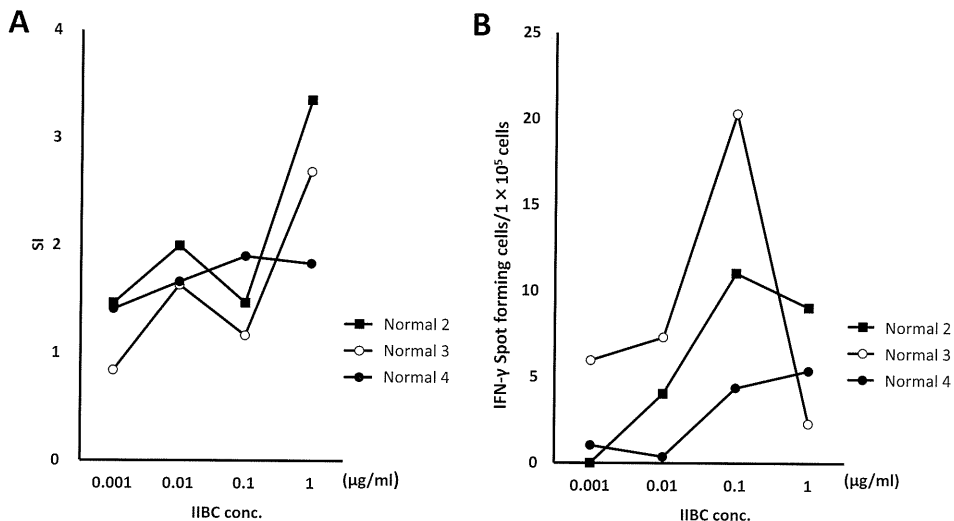 A
4
3
2
1
0
SI
0.001 0.01 0.1 1 (µg/ml)
IIBC conc.
Normal 2
Normal 3
Normal 4
B
25
20
15
10
5
0
IFN-γ Spot forming cells/1 × 10⁵ cells
0.001 0.01 0.1 1 (µg/ml)
IIBC conc.
Normal 2
Normal 3
Normal 4